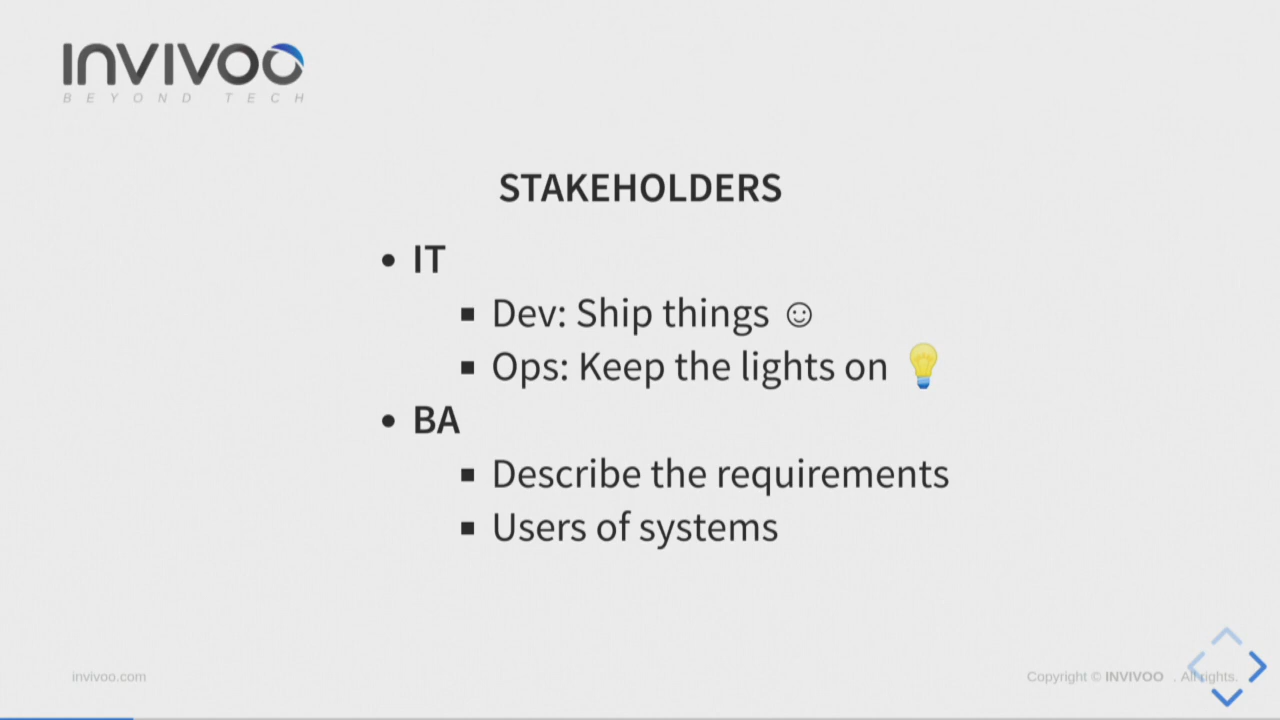 INVIVOO
BEYOND TECH
STAKEHOLDERS
• IT
▪ Dev: Ship things ☺
▪ Ops: Keep the lights on 💡
• BA
▪ Describe the requirements
▪ Users of systems
invivoo.com
Copyright © INVIVOO . All rights.